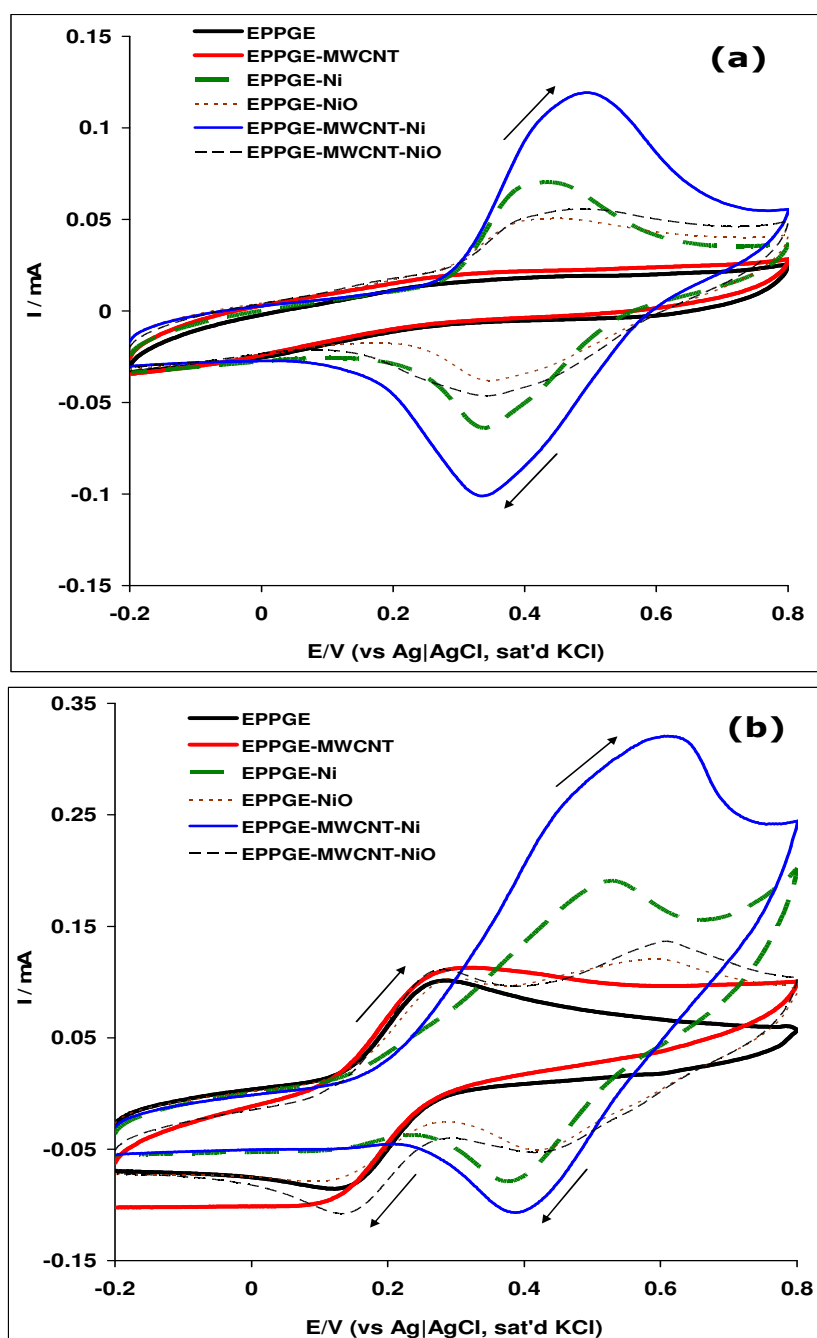 (a)
EPPGE
EPPGE-MWCNT
EPPGE-Ni
EPPGE-NiO
EPPGE-MWCNT-Ni
EPPGE-MWCNT-NiO
0.15
0.1
0.05
0
-0.05
-0.1
-0.15
I / mA
-0.2 0 0.2 0.4 0.6 0.8
E/V (vs Ag|AgCl, sat'd KCl)
(b)
EPPGE
EPPGE-MWCNT
EPPGE-Ni
EPPGE-NiO
EPPGE-MWCNT-Ni
EPPGE-MWCNT-NiO
0.35
0.25
0.15
0.05
-0.05
-0.15
I / mA
-0.2 0 0.2 0.4 0.6 0.8
E/V (vs Ag|AgCl, sat'd KCl)